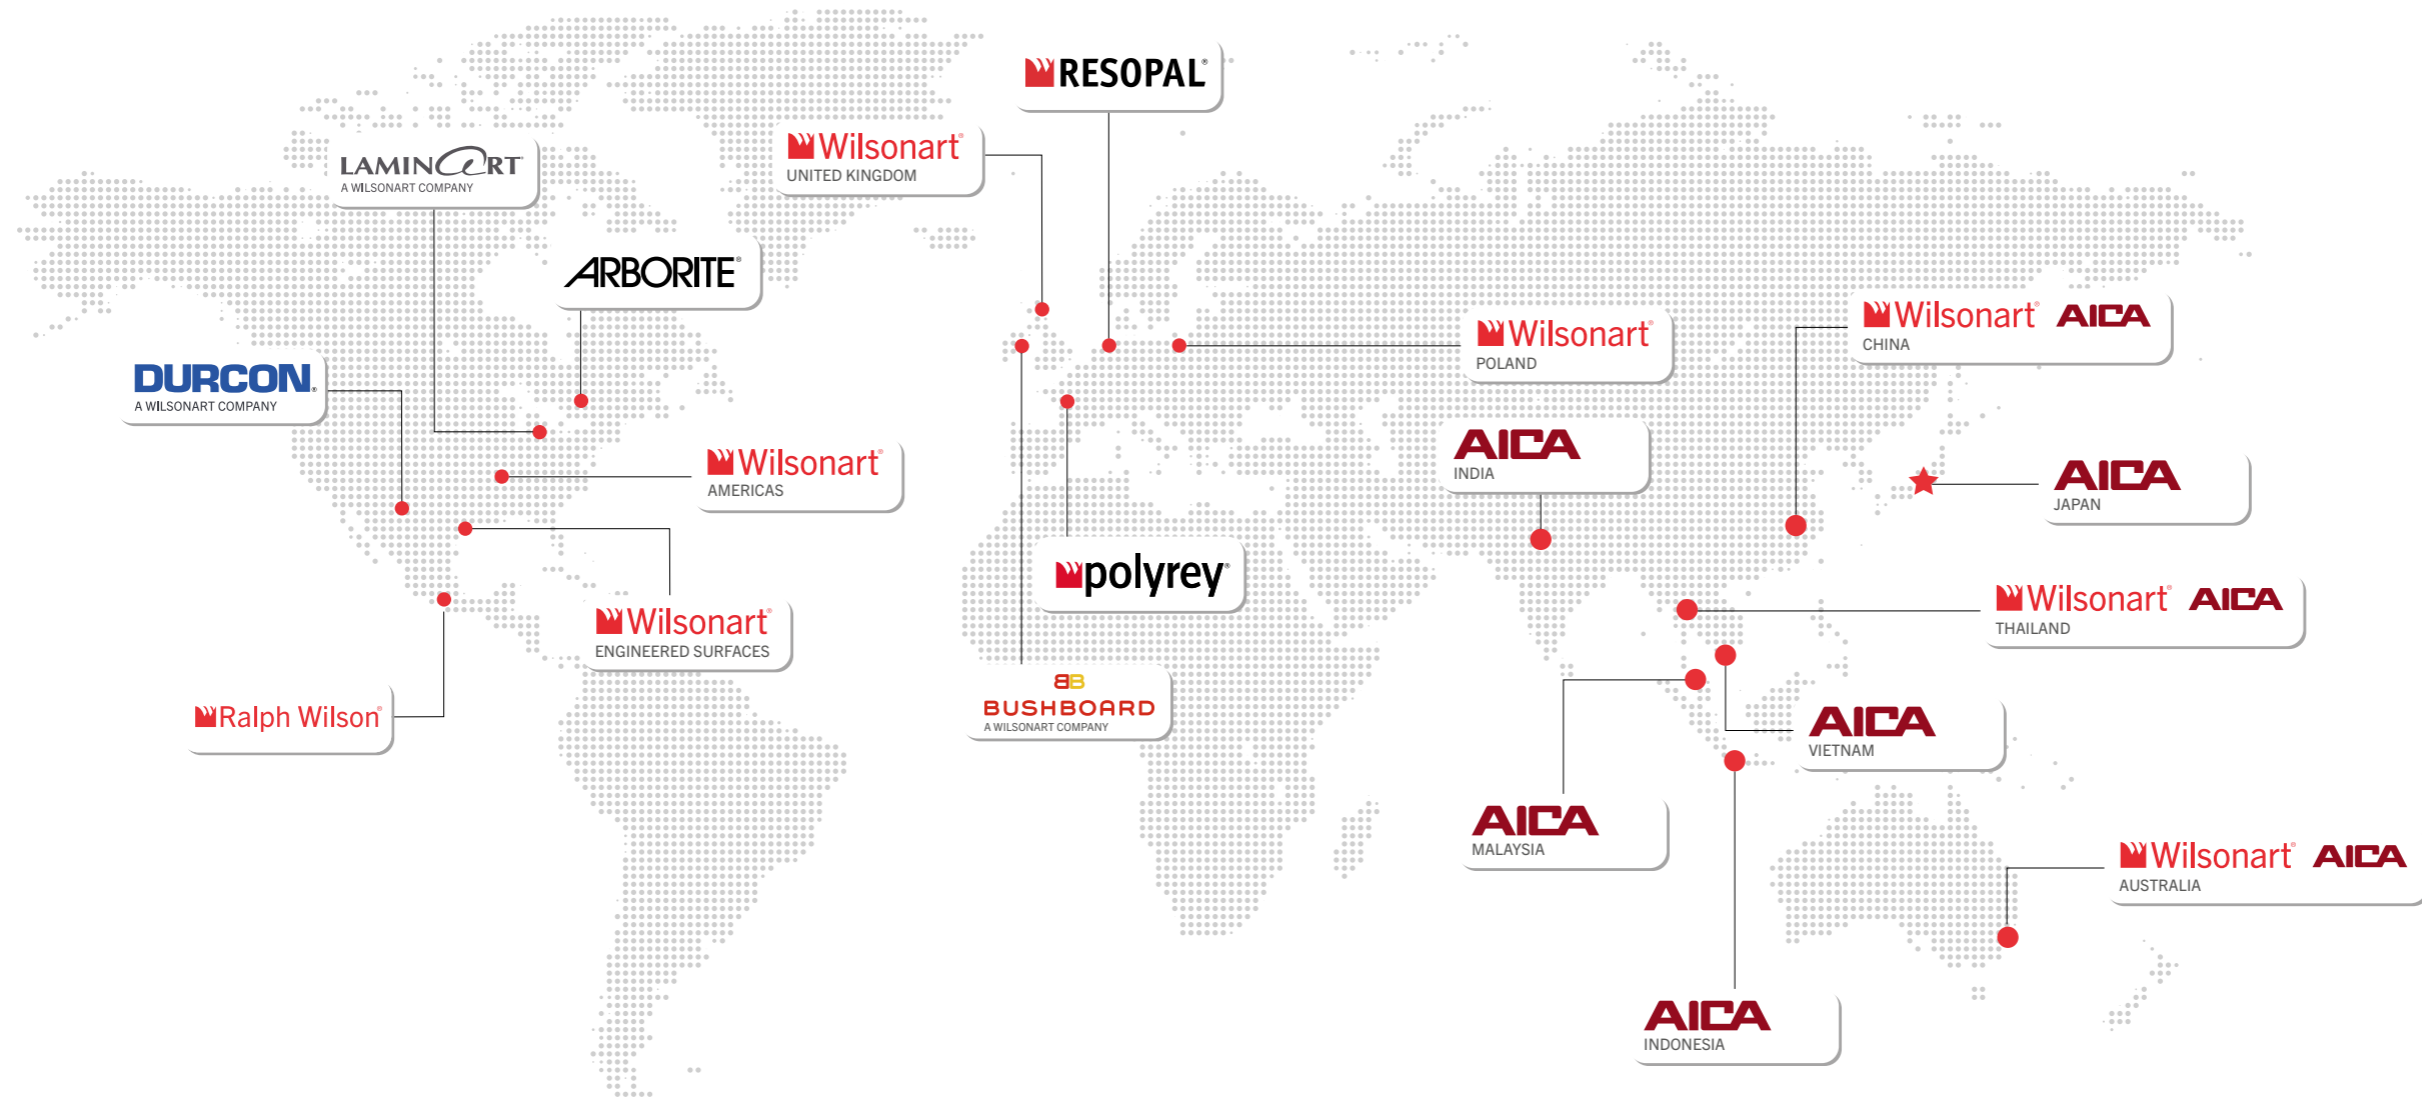 RESOPAL®
Wilsonart®
UNITED KINGDOM
LAMINART®
A WILSONART COMPANY
ARBORITE®
Wilsonart® AICA
CHINA
Wilsonart®
POLAND
DURCON®
A WILSONART COMPANY
AICA
INDIA
Wilsonart®
AMERICAS
AICA
JAPAN
polyrey®
Wilsonart® AICA
THAILAND
Wilsonart®
ENGINEERED SURFACES
BB
BUSHBOARD
A WILSONART COMPANY
Ralph Wilson®
AICA
VIETNAM
AICA
MALAYSIA
Wilsonart® AICA
AUSTRALIA
AICA
INDONESIA